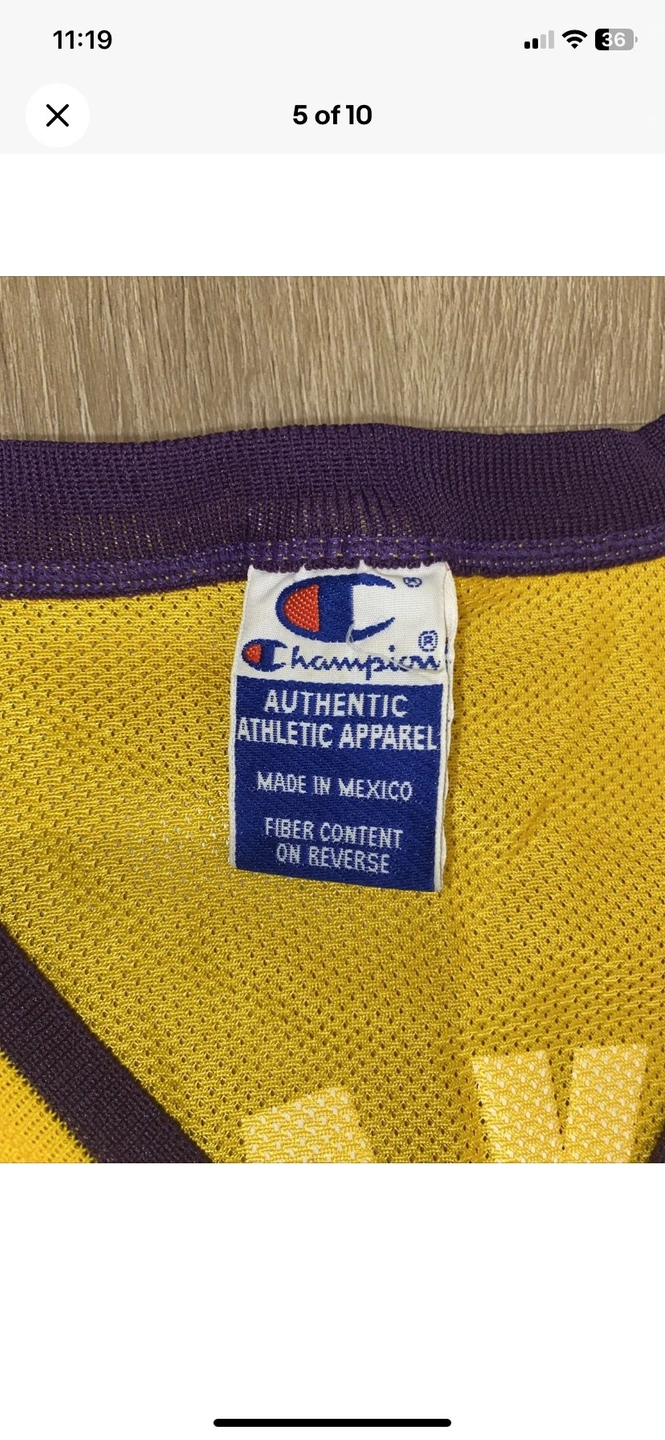 11:19
36
5 of 10
®
Champion®
AUTHENTIC
ATHLETIC APPAREL
MADE IN MEXICO
FIBER CONTENT
ON REVERSE